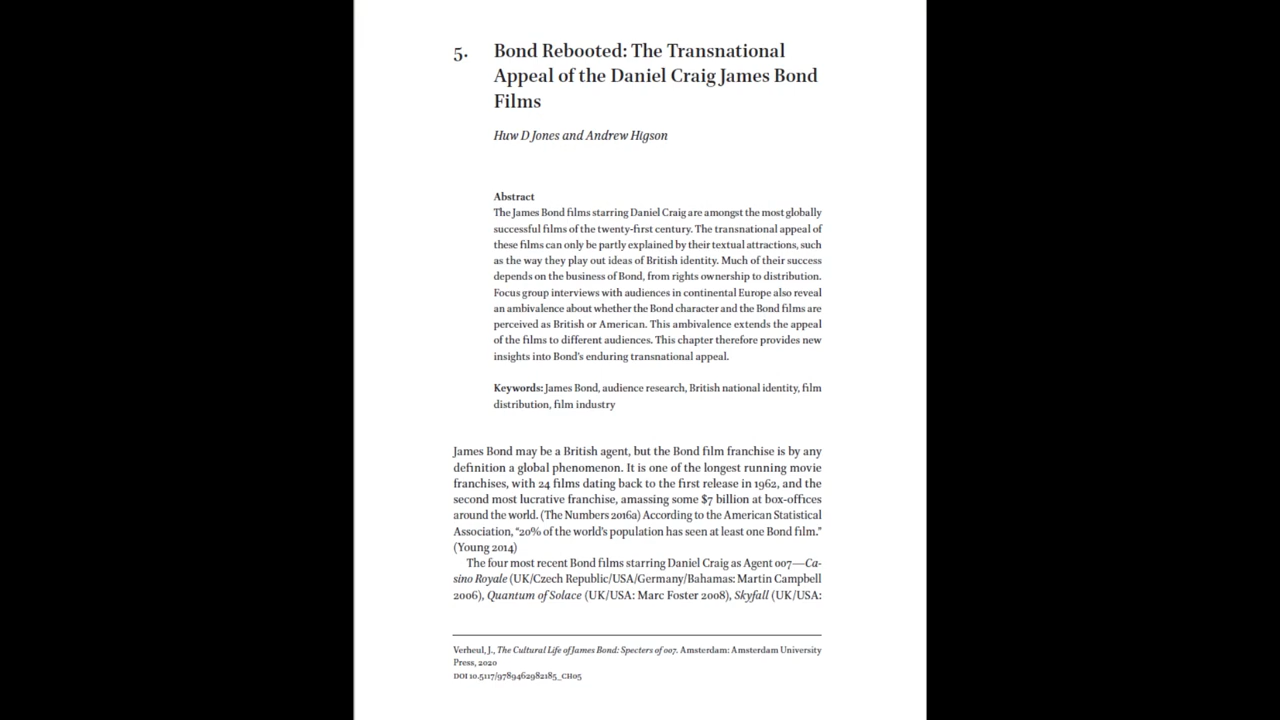 5. Bond Rebooted: The Transnational
Appeal of the Daniel Craig James Bond
Films
Huw D Jones and Andrew Higson
Abstract
The James Bond films starring Daniel Craig are amongst the most globally
successful films of the twenty-first century. The transnational appeal of
these films can only be partly explained by their textual attractions, such
as the way they play out ideas of British identity. Much of their success
depends on the business of Bond, from rights ownership to distribution.
Focus group interviews with audiences in continental Europe also reveal
an ambivalence about whether the Bond character and the Bond films are
perceived as British or American. This ambivalence extends the appeal
of the films to different audiences. This chapter therefore provides new
insights into Bond's enduring transnational appeal.
Keywords: James Bond, audience research, British national identity, film
distribution, film industry
James Bond may be a British agent, but the Bond film franchise is by any
definition a global phenomenon. It is one of the longest running movie
franchises, with 24 films dating back to the first release in 1962, and the
second most lucrative franchise, amassing some $7 billion at box-offices
around the world. (The Numbers 2016a) According to the American Statistical
Association, “20% of the world's population has seen at least one Bond film.”
(Young 2014)
The four most recent Bond films starring Daniel Craig as Agent 007—Ca-
sino Royale (UK/Czech Republic/USA/Germany/Bahamas: Martin Campbell
2006), Quantum of Solace (UK/USA: Marc Foster 2008), Skyfall (UK/USA:
Verheul, J., The Cultural Life of James Bond: Specters of 007. Amsterdam: Amsterdam University
Press, 2020
DOI 10.5117/9789462982185_CH05